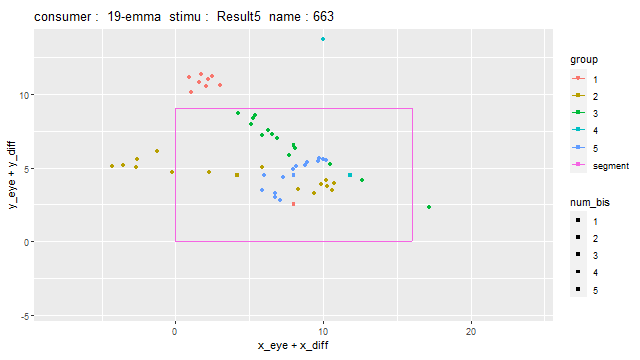 consumer :  19-emma  stimu :  Result5  name : 663
10
5
0
-5
y_eye + y_diff
0
10
20
x_eye + x_diff
group
1
2
3
4
5
segment
num_bis
1
2
3
4
5